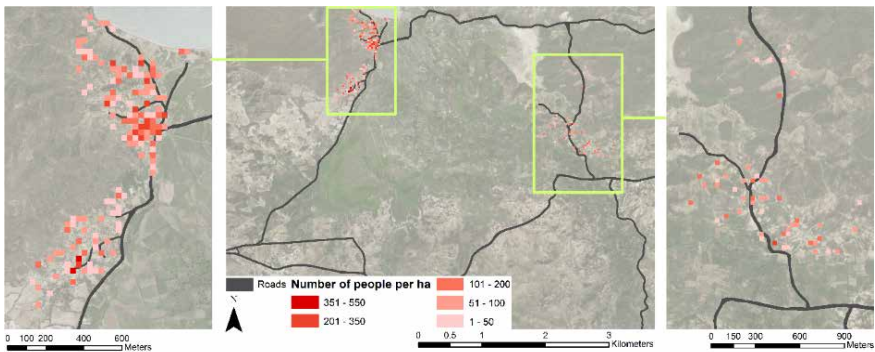 Roads Number of people per ha
351 - 550
201 - 350
101 - 200
51 - 100
1 - 50
N
0 100 200 400 600
Meters
0 0.5 1 2 3
Kilometers
0 150 300 600 900
Meters